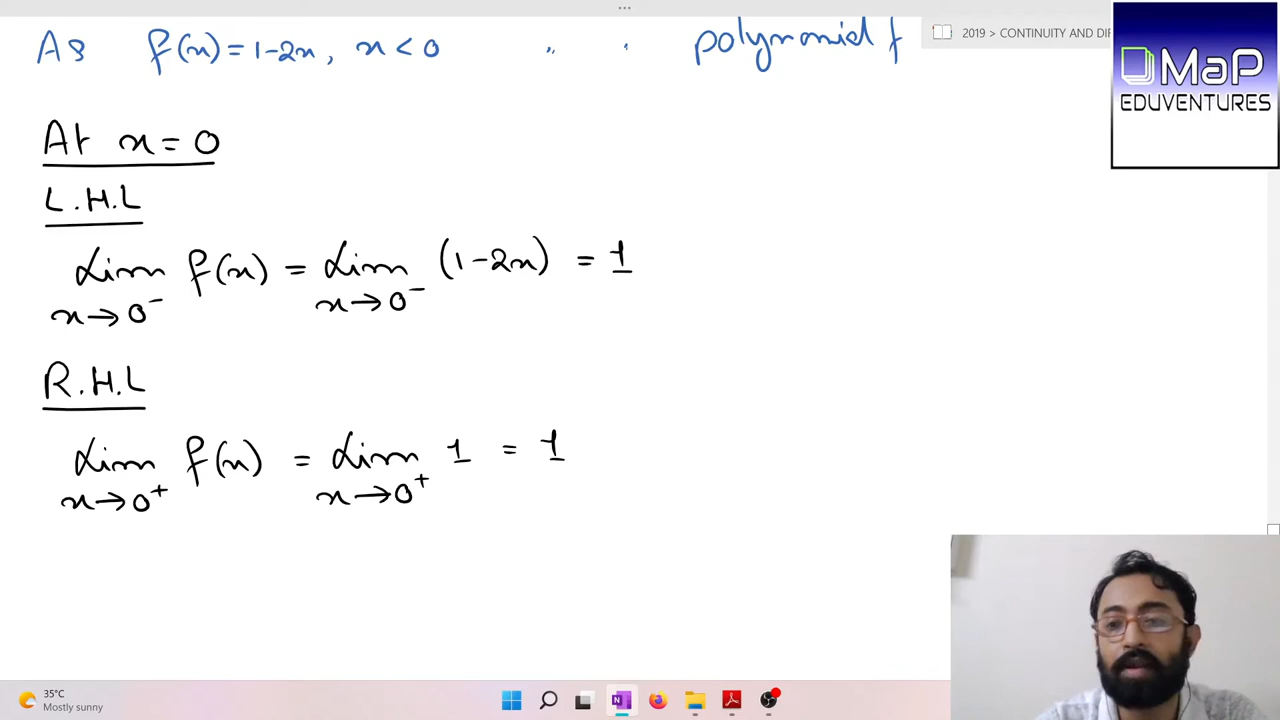 As f(x) = 1-2x, x < 0 " " polynomial f
2019 > CONTINUITY AND DIF
MaP
EDUVENTURES
At x = 0
L.H.L
Lim f(x) = Lim (1-2x) = 1
x→0⁻ x→0⁻
R.H.L
Lim f(x) = Lim 1 = 1
x→0⁺ x→0⁺
35°C
Mostly sunny